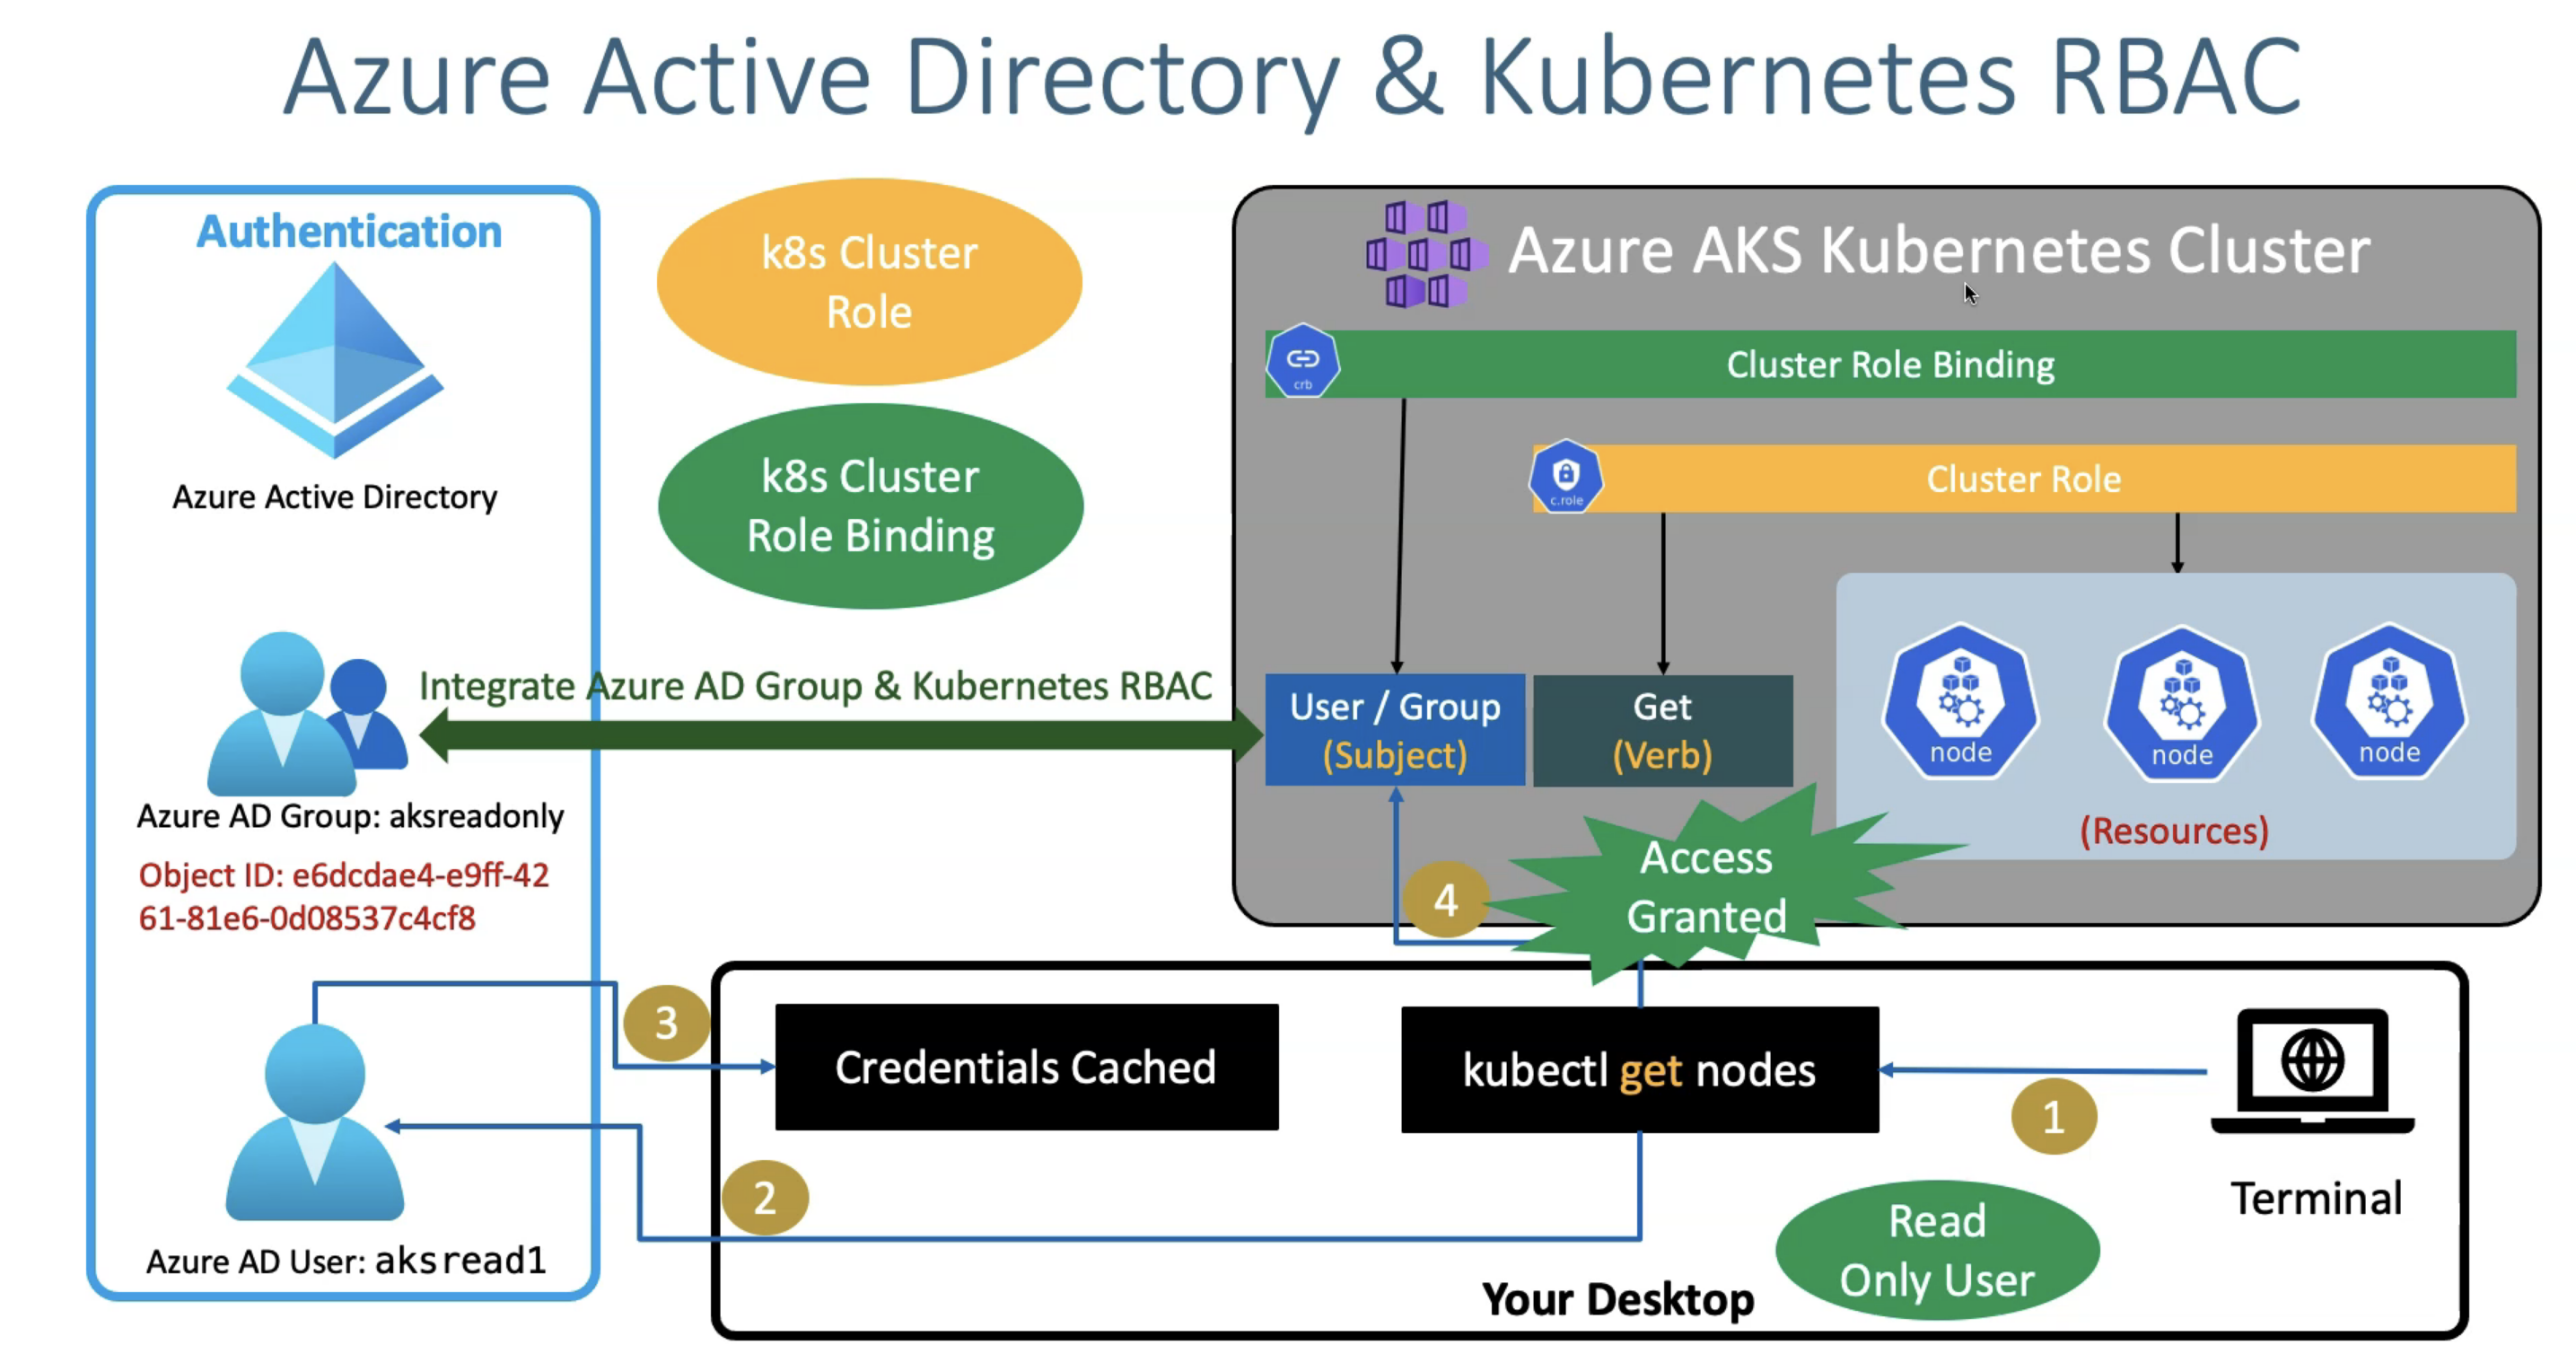 Azure Active Directory & Kubernetes RBAC
Authentication
Azure Active Directory
k8s Cluster
Role
k8s Cluster
Role Binding
Integrate Azure AD Group & Kubernetes RBAC
Azure AD Group: aksreadonly
Object ID: e6dcdae4-e9ff-42
61-81e6-0d08537c4cf8
Azure AD User: aksread1
Azure AKS Kubernetes Cluster
crb
Cluster Role Binding
c.role
Cluster Role
User / Group
(Subject)
Get
(Verb)
node
node
node
(Resources)
Access
Granted
4
3
Credentials Cached
kubectl get nodes
1
2
Terminal
Read
Only User
Your Desktop